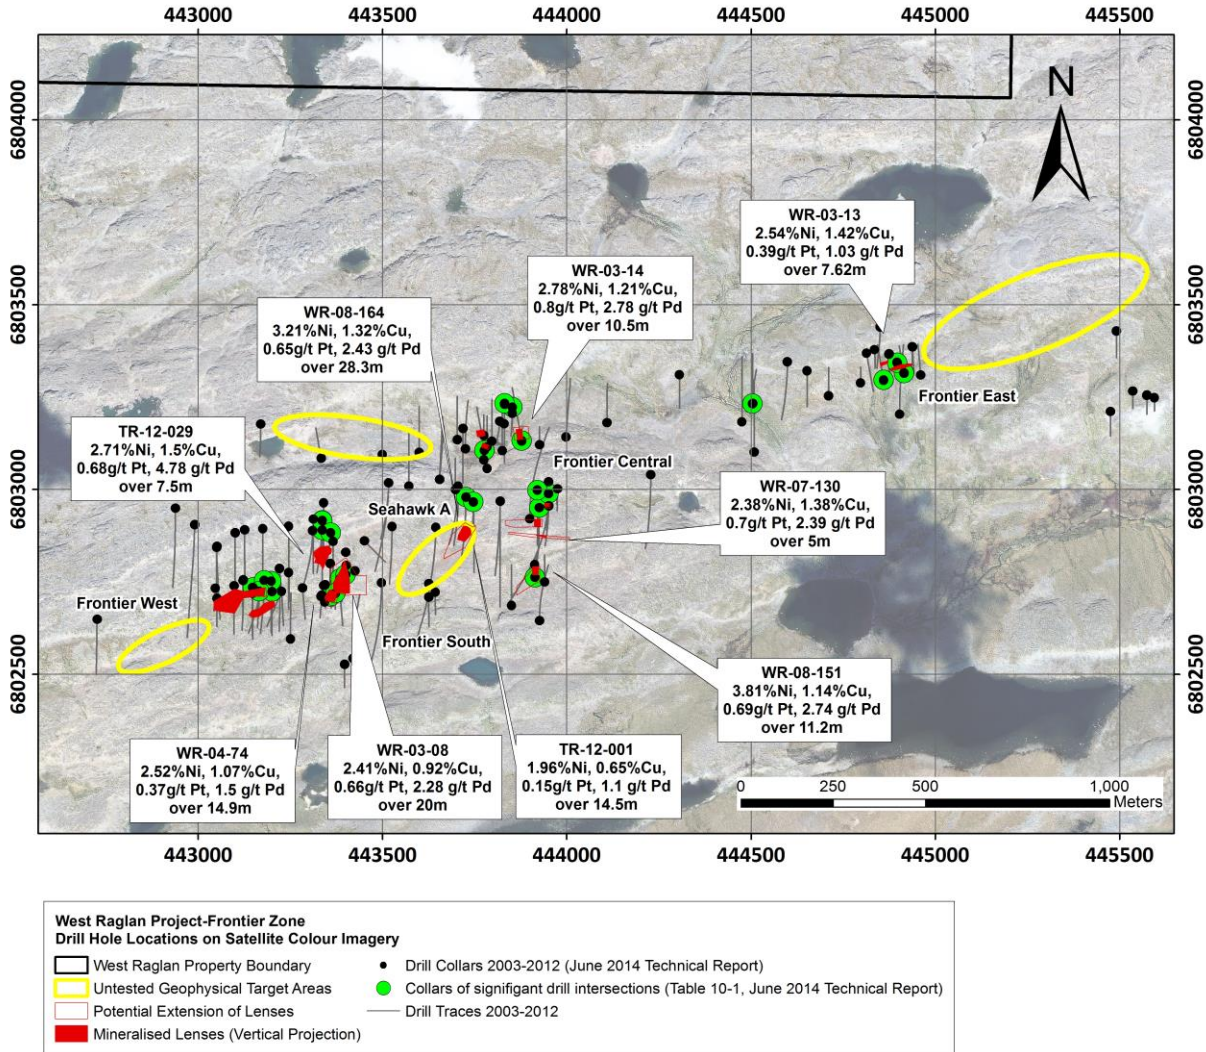 443000 443500 444000 444500 445000 445500
6804000 6804000
N
WR-03-13
2.54%Ni, 1.42%Cu,
0.39g/t Pt, 1.03 g/t Pd
over 7.62m
WR-03-14
2.78%Ni, 1.21%Cu,
0.8g/t Pt, 2.78 g/t Pd
over 10.5m
WR-08-164
3.21%Ni, 1.32%Cu,
0.65g/t Pt, 2.43 g/t Pd
over 28.3m
6803500 6803500
Frontier East
TR-12-029
2.71%Ni, 1.5%Cu,
0.68g/t Pt, 4.78 g/t Pd
over 7.5m
Frontier Central
6803000 6803000
WR-07-130
2.38%Ni, 1.38%Cu,
0.7g/t Pt, 2.39 g/t Pd
over 5m
Seahawk A
Frontier West
Frontier South
6802500 6802500
WR-08-151
3.81%Ni, 1.14%Cu,
0.69g/t Pt, 2.74 g/t Pd
over 11.2m
WR-04-74
2.52%Ni, 1.07%Cu,
0.37g/t Pt, 1.5 g/t Pd
over 14.9m
WR-03-08
2.41%Ni, 0.92%Cu,
0.66g/t Pt, 2.28 g/t Pd
over 20m
TR-12-001
1.96%Ni, 0.65%Cu,
0.15g/t Pt, 1.1 g/t Pd
over 14.5m
0 250 500 1,000
Meters
443000 443500 444000 444500 445000 445500
West Raglan Project-Frontier Zone
Drill Hole Locations on Satellite Colour Imagery
West Raglan Property Boundary
Untested Geophysical Target Areas
Potential Extension of Lenses
Mineralised Lenses (Vertical Projection)
Drill Collars 2003-2012 (June 2014 Technical Report)
Collars of signifigant drill intersections (Table 10-1, June 2014 Technical Report)
Drill Traces 2003-2012